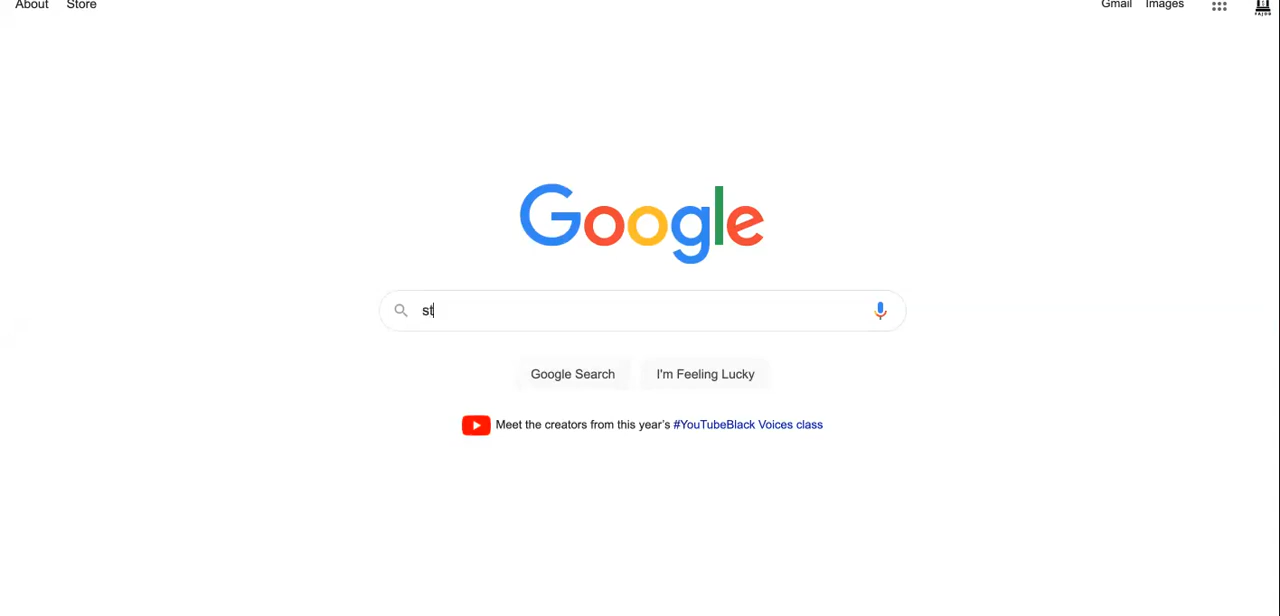 About Store Gmail Images
Google
st
Google Search I'm Feeling Lucky
Meet the creators from this year's #YouTubeBlack Voices class